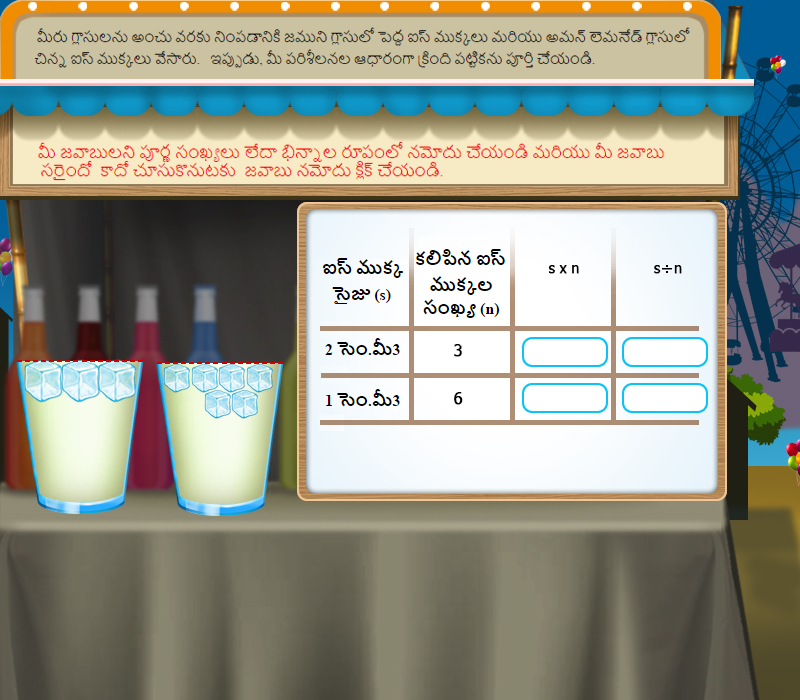 మీరు గ్లాసులను అంచు వరకు నింపడానికి జముని గ్లాసులో పెద్ద ఐస్ ముక్కలు మరియు అమన్ లెమనేడ్ గ్లాసులో
చిన్న ఐస్ ముక్కలు వేసారు. ఇప్పుడు, మీ పరిశీలనల ఆధారంగా క్రింది పట్టికను పూర్తి చేయండి.
మీ జవాబులని పూర్ణ సంఖ్యలు లేదా భిన్నాల రూపంలో నమోదు చేయండి మరియు మీ జవాబు
సరైందో కాదో చూసుకొనుటకు జవాబు నమోదు క్లిక్ చేయండి.
ఐస్ ముక్క సైజు (s) కలిపిన ఐస్ ముక్కల సంఖ్య (n) s x n s÷n
2 సెం.మీ3 3
1 సెం.మీ3 6